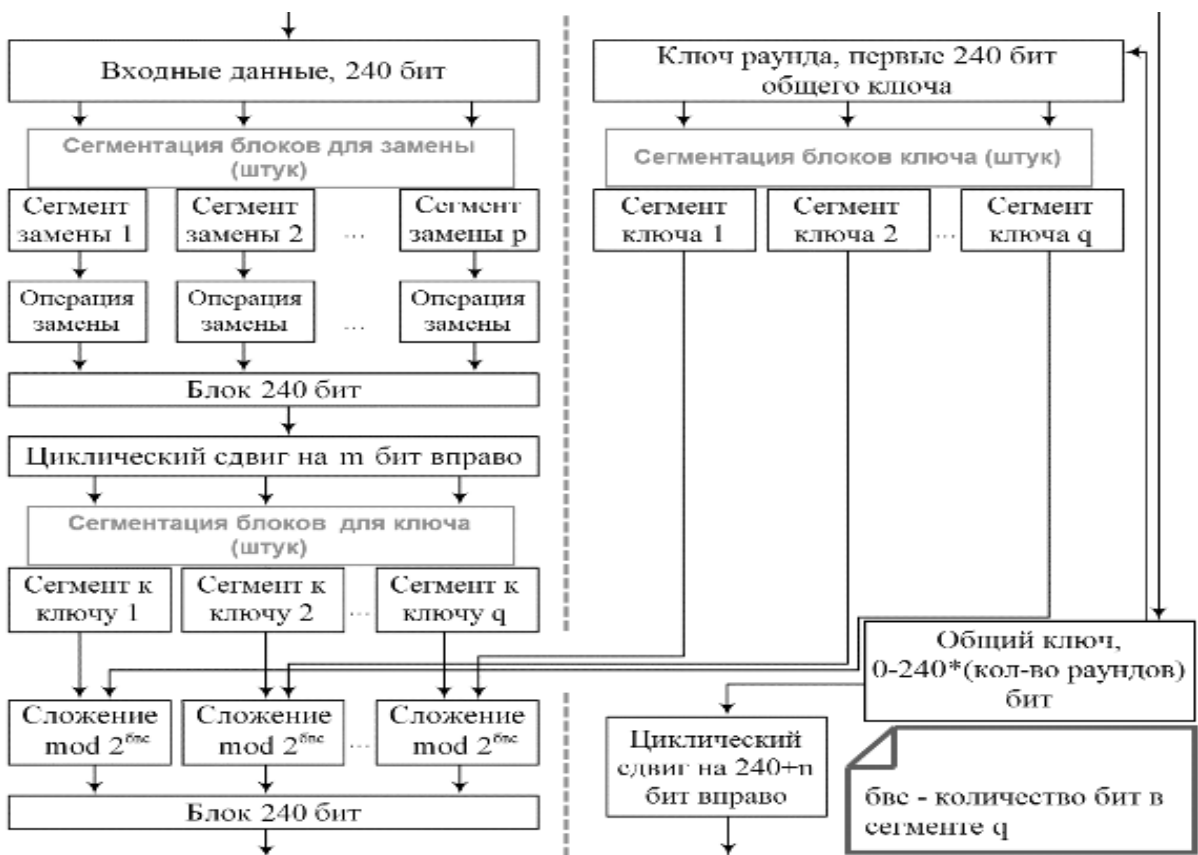 Входные данные, 240 бит
Сегментация блоков для замены
(штук)
Сегмент
замены 1
Сегмент
замены 2
...
Сегмент
замены p
Операция
замены
Операция
замены
...
Операция
замены
Блок 240 бит
Циклический сдвиг на m бит вправо
Сегментация блоков для ключа
(штук)
Сегмент к
ключу 1
Сегмент к
ключу 2
...
Сегмент к
ключу q
Сложение
mod 2^бвс
Сложение
mod 2^бвс
...
Сложение
mod 2^бвс
Блок 240 бит
Ключ раунда, первые 240 бит
общего ключа
Сегментация блоков ключа (штук)
Сегмент
ключа 1
Сегмент
ключа 2
...
Сегмент
ключа q
Общий ключ,
0-240*(кол-во раундов)
бит
Циклический
сдвиг на 240+n
бит вправо
бвс - количество бит в
сегменте q